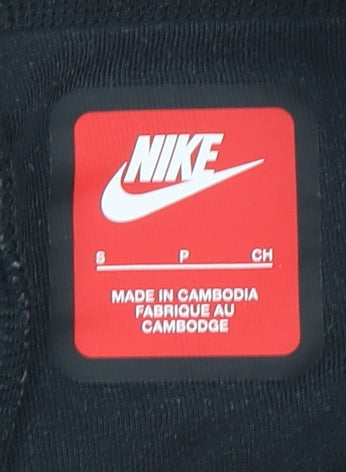 NIKE
S P CH
MADE IN CAMBODIA
FABRIQUE AU
CAMBODGE